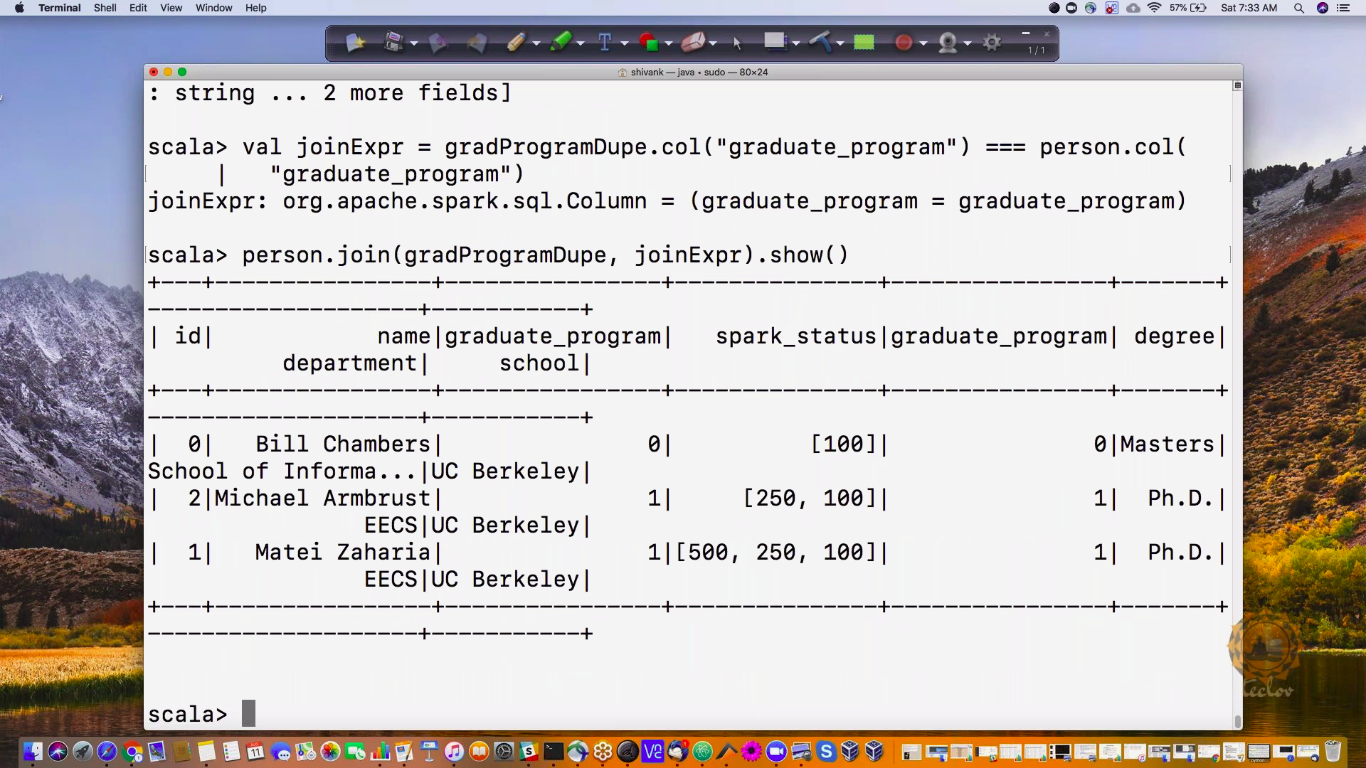 Terminal Shell Edit View Window Help 57% Sat 7:33 AM
1/1
shivank — java • sudo — 80×24
: string ... 2 more fields]
scala> val joinExpr = gradProgramDupe.col("graduate_program") === person.col(
| "graduate_program")
joinExpr: org.apache.spark.sql.Column = (graduate_program = graduate_program)
scala> person.join(gradProgramDupe, joinExpr).show()
+---+----------------+----------------+---------------+----------------+-------+
--------------------+-----------+
| id| name|graduate_program| spark_status|graduate_program| degree|
department| school|
+---+----------------+----------------+---------------+----------------+-------+
--------------------+-----------+
| 0| Bill Chambers| 0| [100]| 0|Masters|
School of Informa...|UC Berkeley|
| 2|Michael Armbrust| 1| [250, 100]| 1| Ph.D.|
EECS|UC Berkeley|
| 1| Matei Zaharia| 1|[500, 250, 100]| 1| Ph.D.|
EECS|UC Berkeley|
+---+----------------+----------------+---------------+----------------+-------+
--------------------+-----------+
scala>